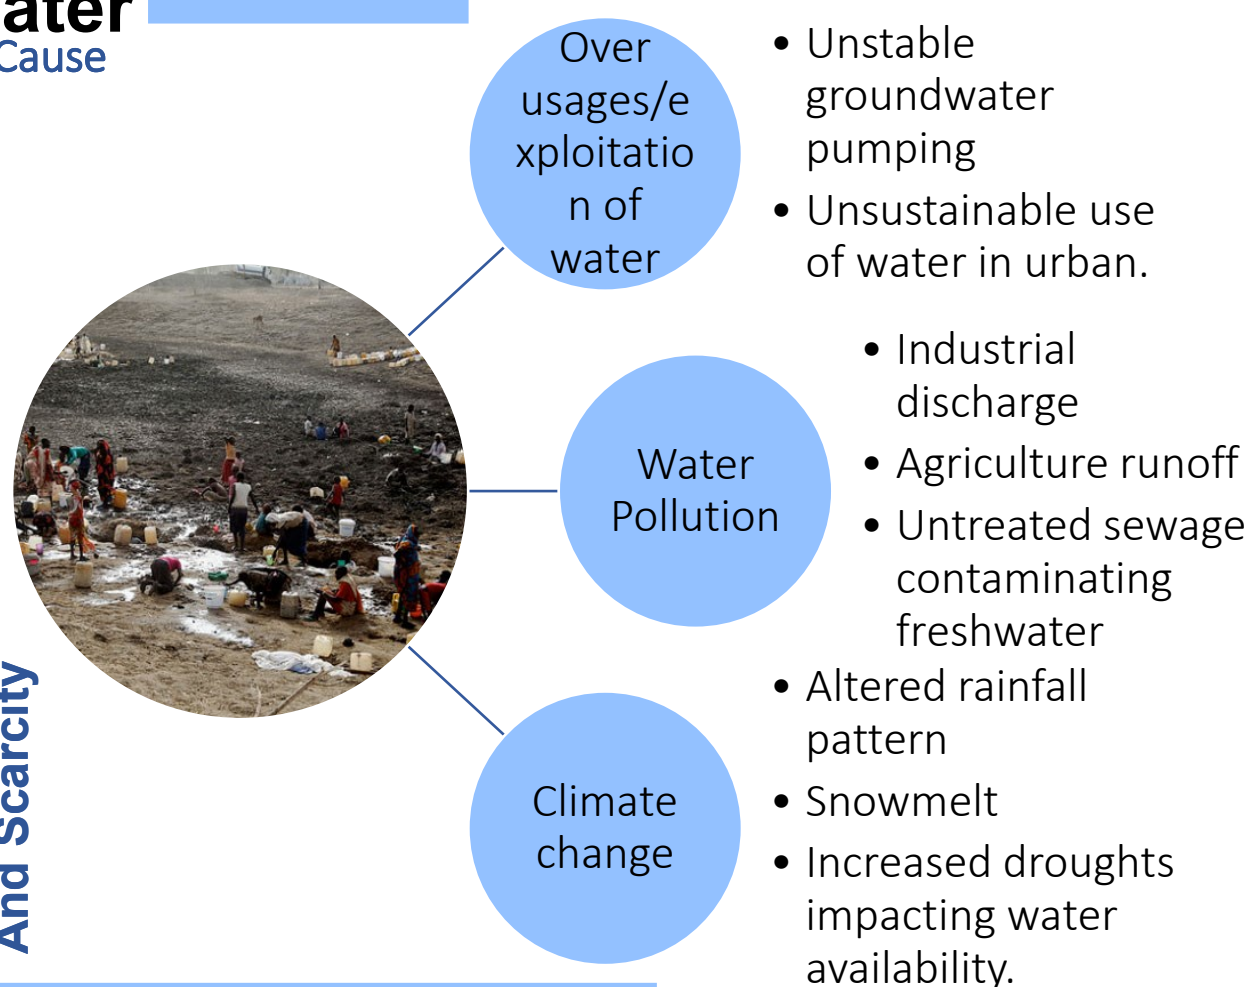 ater
Cause
Over
usages/e
xploitatio
n of
water
• Unstable
groundwater
pumping
• Unsustainable use
of water in urban.
Water
Pollution
• Industrial
discharge
• Agriculture runoff
• Untreated sewage
contaminating
freshwater
Climate
change
• Altered rainfall
pattern
• Snowmelt
• Increased droughts
impacting water
availability.
And Scarcity